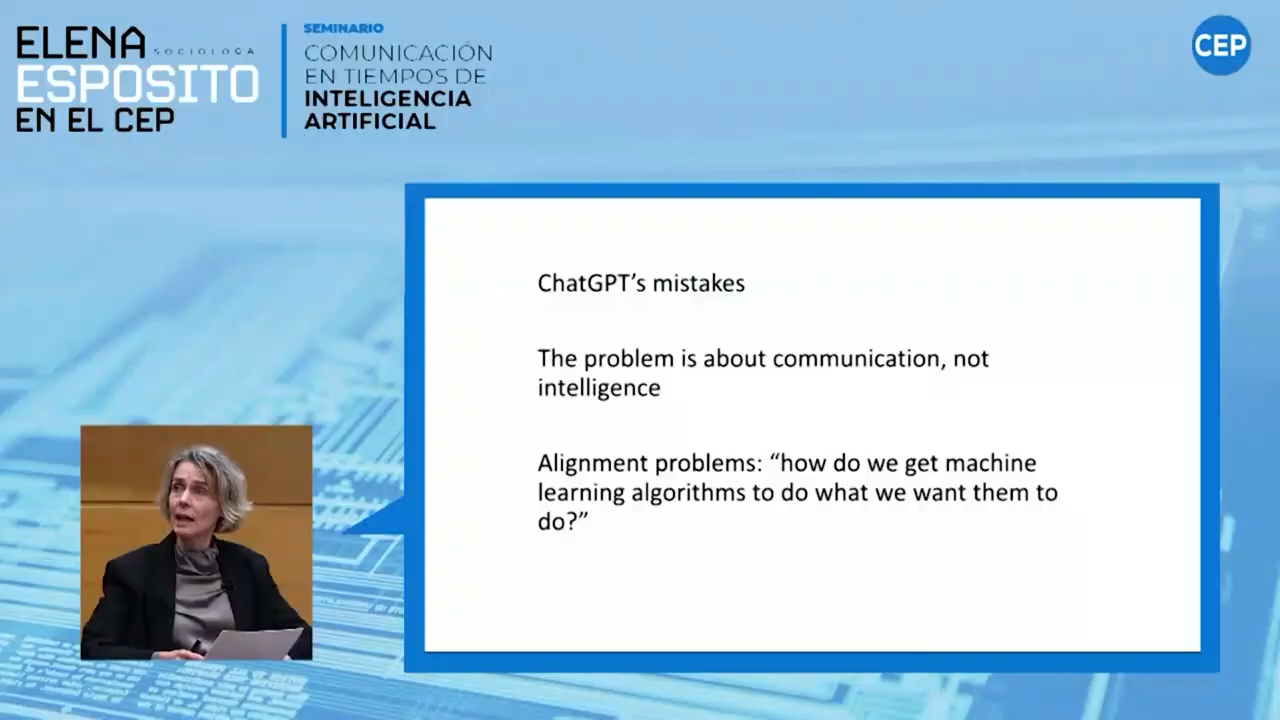 ELENA
SOCIÓLOGA
ESPOSITO
EN EL CEP
SEMINARIO
COMUNICACIÓN
EN TIEMPOS DE
INTELIGENCIA
ARTIFICIAL
CEP
ChatGPT’s mistakes
The problem is about communication, not
intelligence
Alignment problems: “how do we get machine
learning algorithms to do what we want them to
do?”